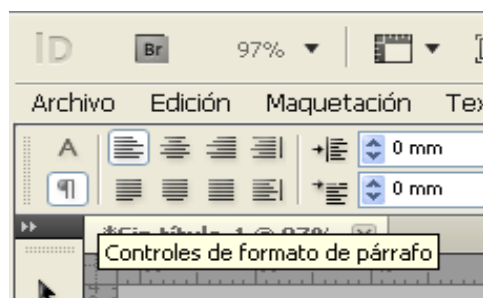 iD Br 97%
Archivo Edición Maquetación
A 0 mm
¶ 0 mm
Controles de formato de párrafo